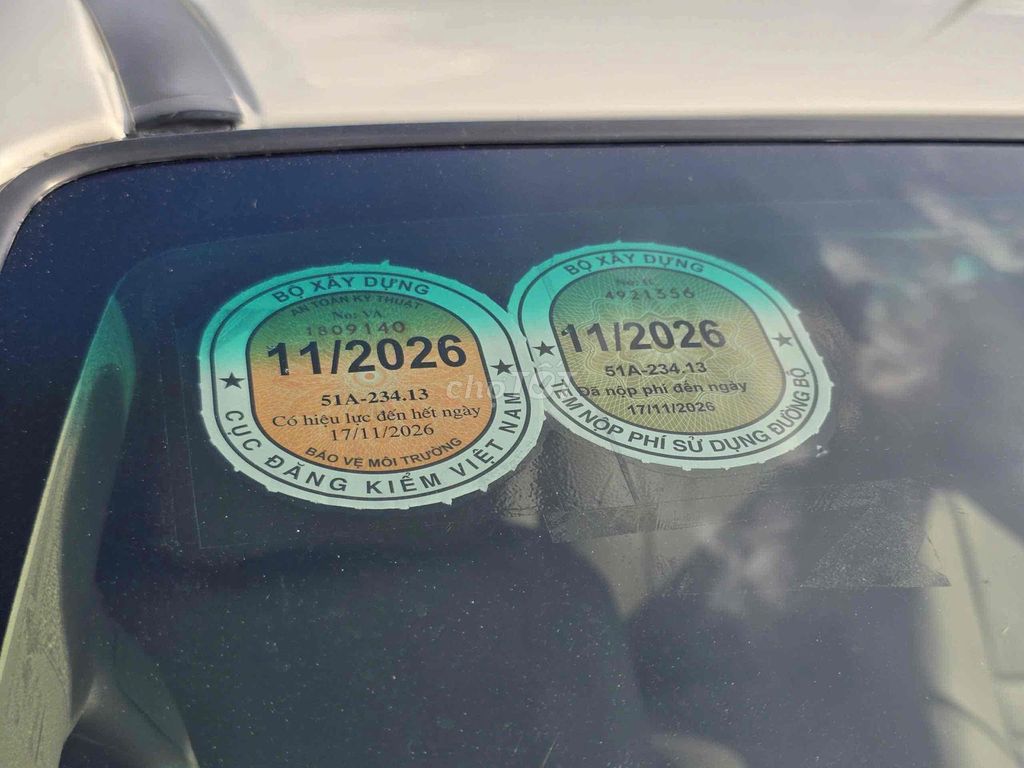 BỘ XÂY DỰNG
AN TOÀN KỸ THUẬT
No: VA
1809140
11/2026
51A-234.13
Có hiệu lực đến hết ngày
17/11/2026
BẢO VỆ MÔI TRƯỜNG
CỤC ĐĂNG KIỂM VIỆT NAM
BỘ XÂY DỰNG
4921356
11/2026
51A-234.13
Đã nộp phí đến ngày
17/11/2026
TEM NỘP PHÍ SỬ DỤNG ĐƯỜNG BỘ
chợTỐT